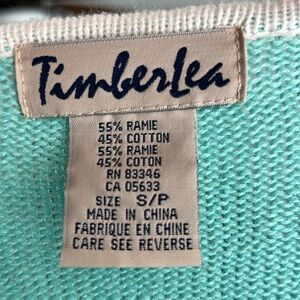 TimberLea
55% RAMIE
45% COTTON
55% RAMIE
45% COTON
RN 83346
CA 05633
SIZE S/P
MADE IN CHINA
FABRIQUE EN CHINE
CARE SEE REVERSE